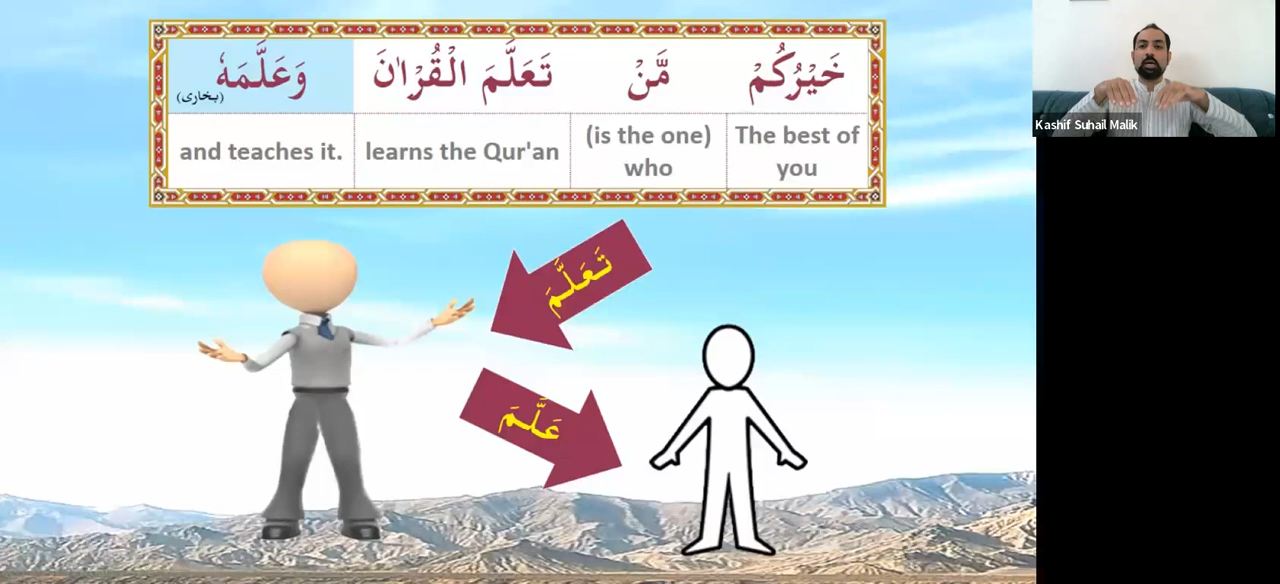 خَيْرُكُمْ مَّنْ تَعَلَّمَ الْقُرْاٰنَ وَعَلَّمَهٗ (بخاری)
The best of you
(is the one) who
learns the Qur'an
and teaches it.
تَعَلَّمَ
عَلَّمَ
Kashif Suhail Malik